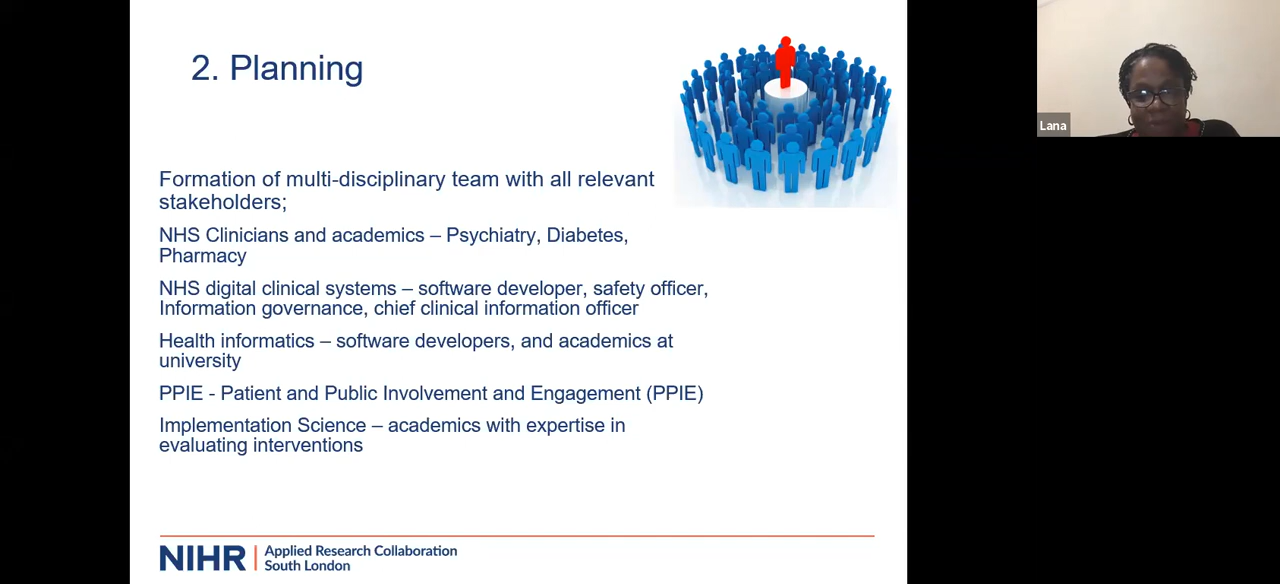 2. Planning
Lana
Formation of multi-disciplinary team with all relevant
stakeholders;
NHS Clinicians and academics – Psychiatry, Diabetes,
Pharmacy
NHS digital clinical systems – software developer, safety officer,
Information governance, chief clinical information officer
Health informatics – software developers, and academics at
university
PPIE - Patient and Public Involvement and Engagement (PPIE)
Implementation Science – academics with expertise in
evaluating interventions
NIHR
Applied Research Collaboration
South London